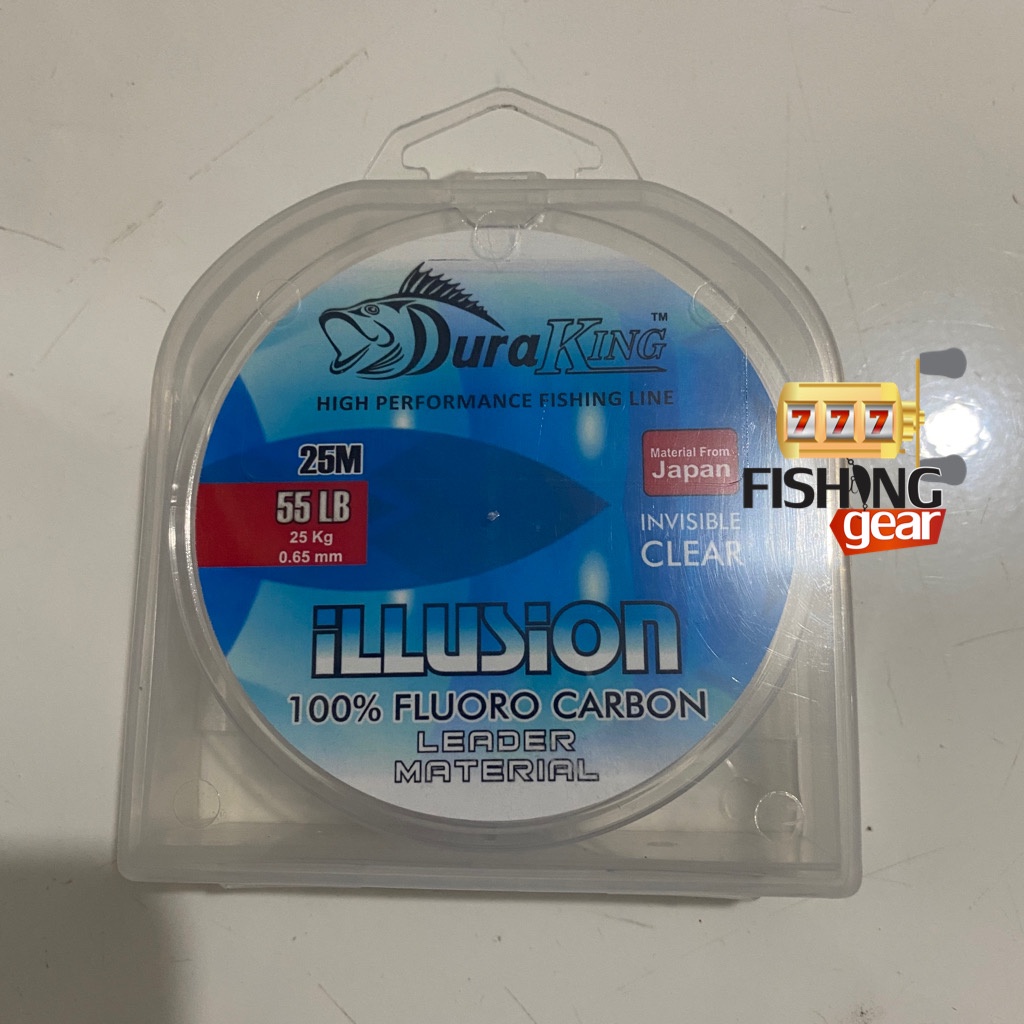 DuraKing™
HIGH PERFORMANCE FISHING LINE
25M
55 LB
25 Kg
0.65 mm
Material From
Japan
INVISIBLE
CLEAR
iLLUSiON
100% FLUORO CARBON
LEADER
MATERIAL
777
FISHING
gear